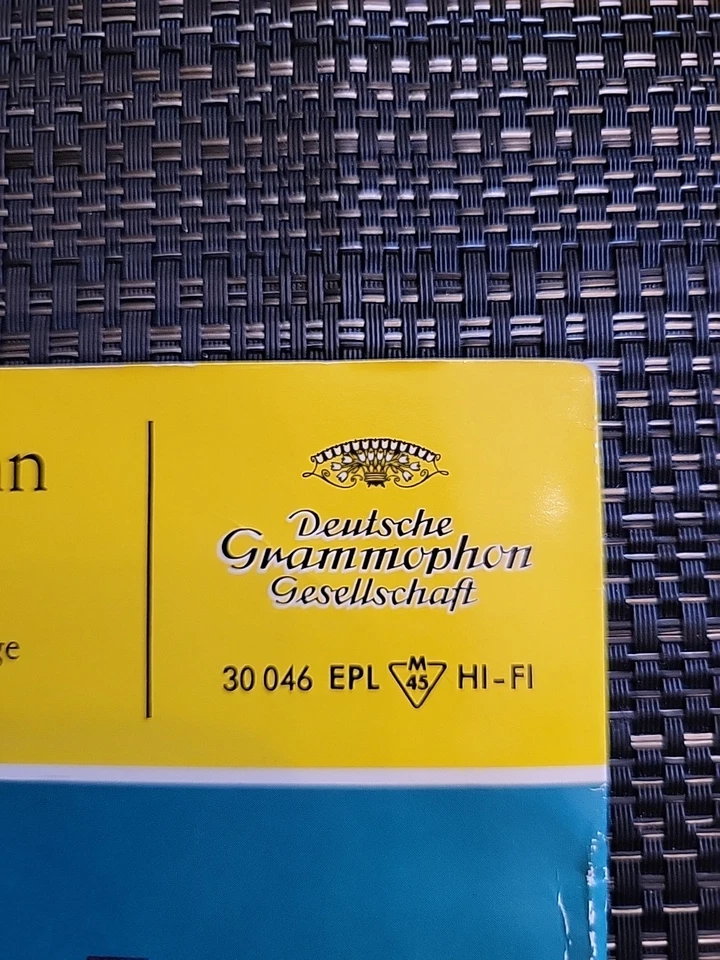 Deutsche
Grammophon
Gesellschaft
30 046 EPL M 45 HI-FI